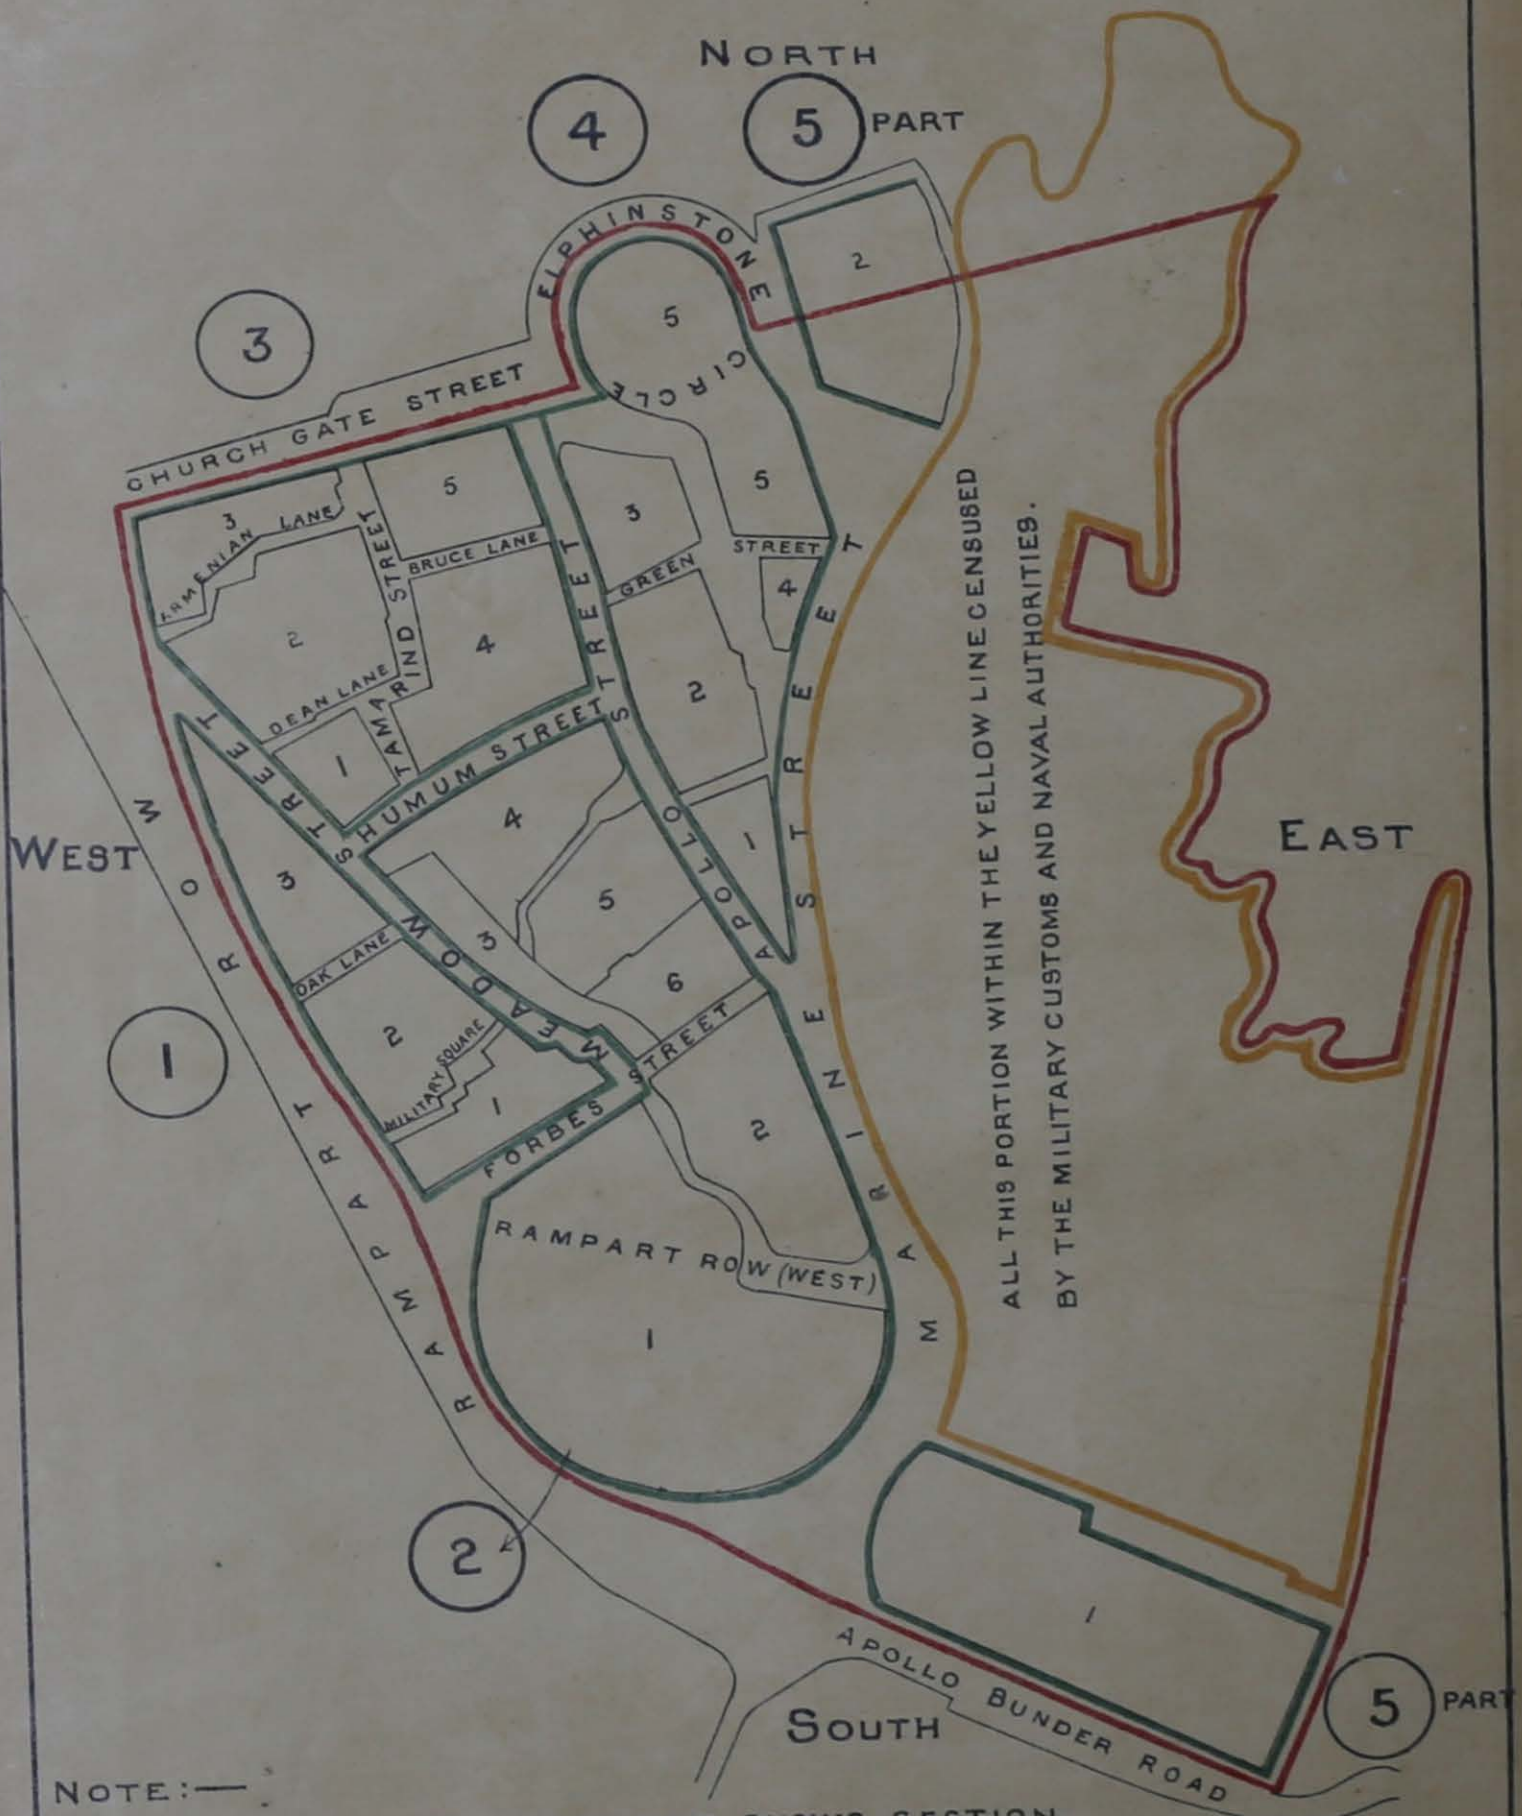 NORTH
4
5 PART
ELPHINSTONE
CIRCLE
2
5
3
CHURCH GATE STREET
3
ARMENIAN LANE
5
BRUCE LANE
TAMARIND STREET
2
4
DEAN LANE
1
3
5
GREEN STREET
4
2
1
HUMUM STREET
APOLLO STREET
MEADOW STREET
WEST
3
OAK LANE
2
MILITARY SQUARE
1
4
3
5
6
FORBES STREET
2
RAMPART ROW (WEST)
1
RAMPART ROW
1
2
MARINE STREET
ALL THIS PORTION WITHIN THE YELLOW LINE CENSUSED
BY THE MILITARY CUSTOMS AND NAVAL AUTHORITIES.
EAST
1
APOLLO BUNDER ROAD
5 PART
SOUTH
NOTE:—
SECTION